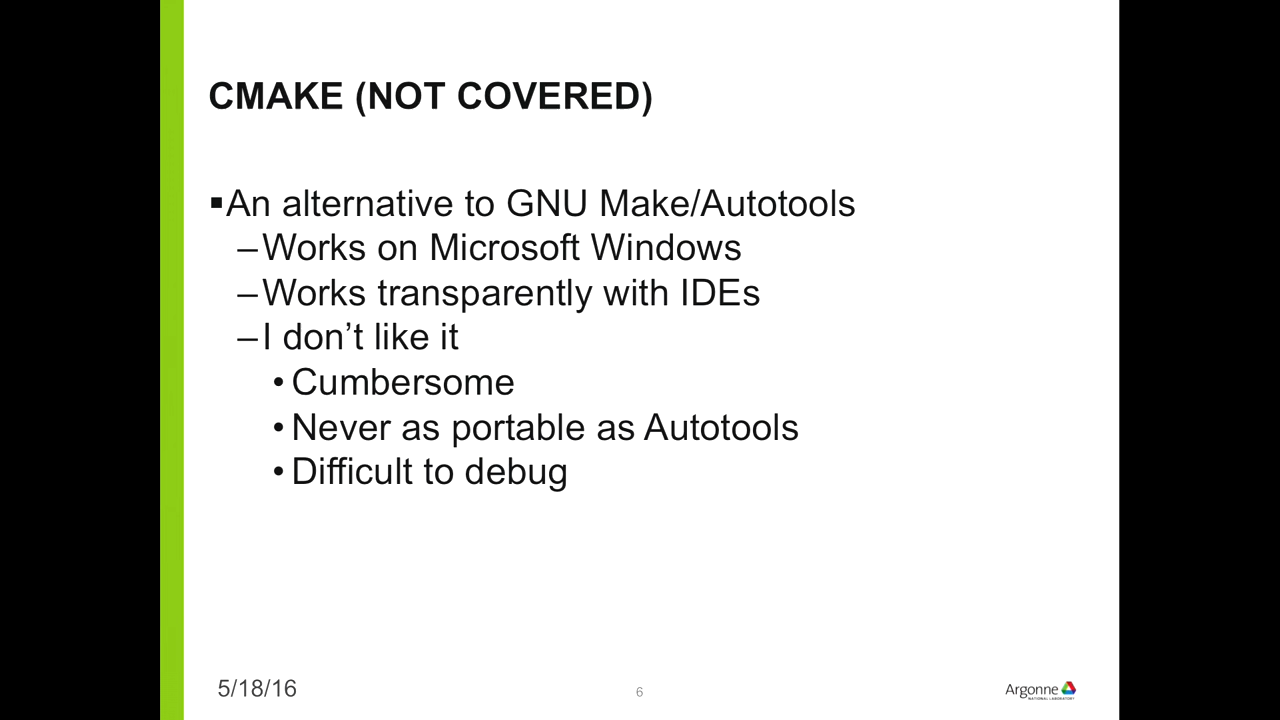 CMAKE (NOT COVERED)
▪An alternative to GNU Make/Autotools
–Works on Microsoft Windows
–Works transparently with IDEs
–I don’t like it
•Cumbersome
•Never as portable as Autotools
•Difficult to debug
5/18/16
6
Argonne
NATIONAL LABORATORY